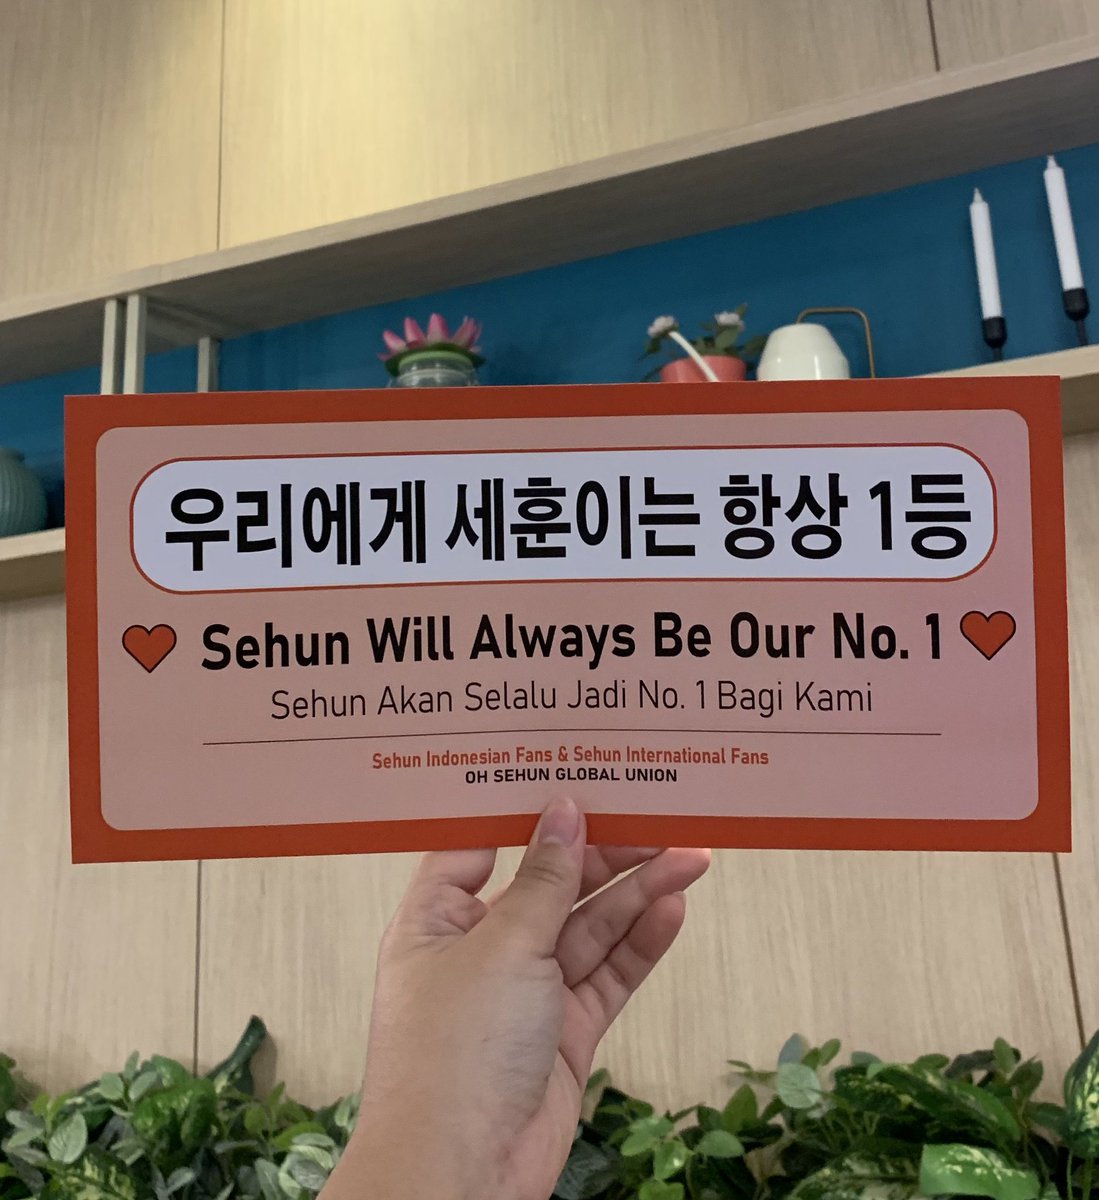 우리에게 세훈이는 항상 1등
Sehun Will Always Be Our No. 1
Sehun Akan Selalu Jadi No. 1 Bagi Kami
Sehun Indonesian Fans & Sehun International Fans
OH SEHUN GLOBAL UNION